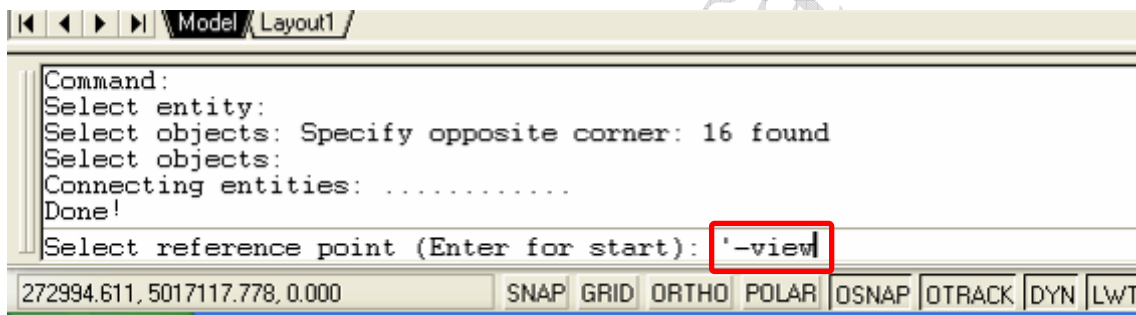 Model Layout1
Command:
Select entity:
Select objects: Specify opposite corner: 16 found
Select objects:
Connecting entities: ............
Done!
Select reference point (Enter for start): '-view
272994.611, 5017117.778, 0.000 SNAP GRID ORTHO POLAR OSNAP OTRACK DYN LWT